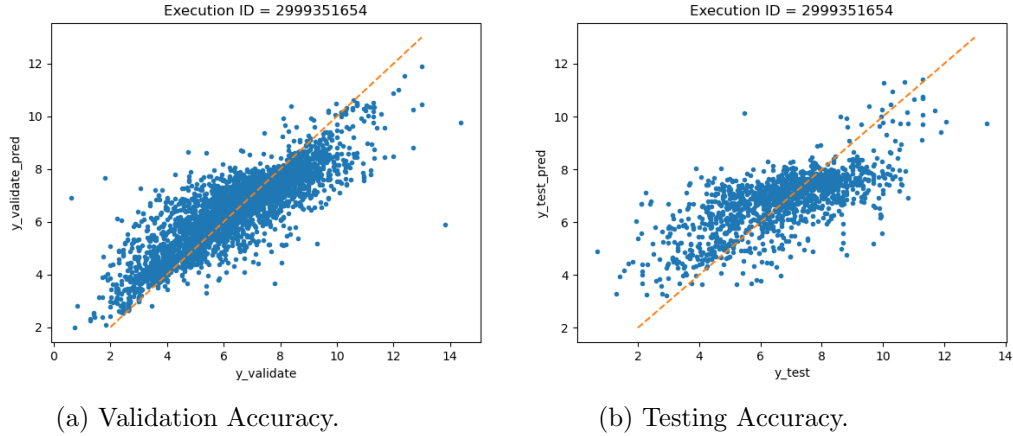 Execution ID = 2999351654
12
10
8
6
4
2
y_validate_pred
0 2 4 6 8 10 12 14
y_validate
(a) Validation Accuracy.
Execution ID = 2999351654
12
10
8
6
4
2
y_test_pred
2 4 6 8 10 12 14
y_test
(b) Testing Accuracy.